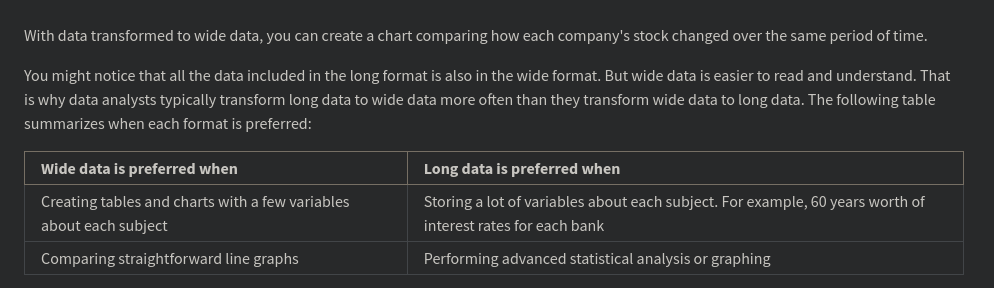 With data transformed to wide data, you can create a chart comparing how each company's stock changed over the same period of time.
You might notice that all the data included in the long format is also in the wide format. But wide data is easier to read and understand. That
is why data analysts typically transform long data to wide data more often than they transform wide data to long data. The following table
summarizes when each format is preferred:
Wide data is preferred when
Long data is preferred when
Creating tables and charts with a few variables
about each subject
Storing a lot of variables about each subject. For example, 60 years worth of
interest rates for each bank
Comparing straightforward line graphs
Performing advanced statistical analysis or graphing